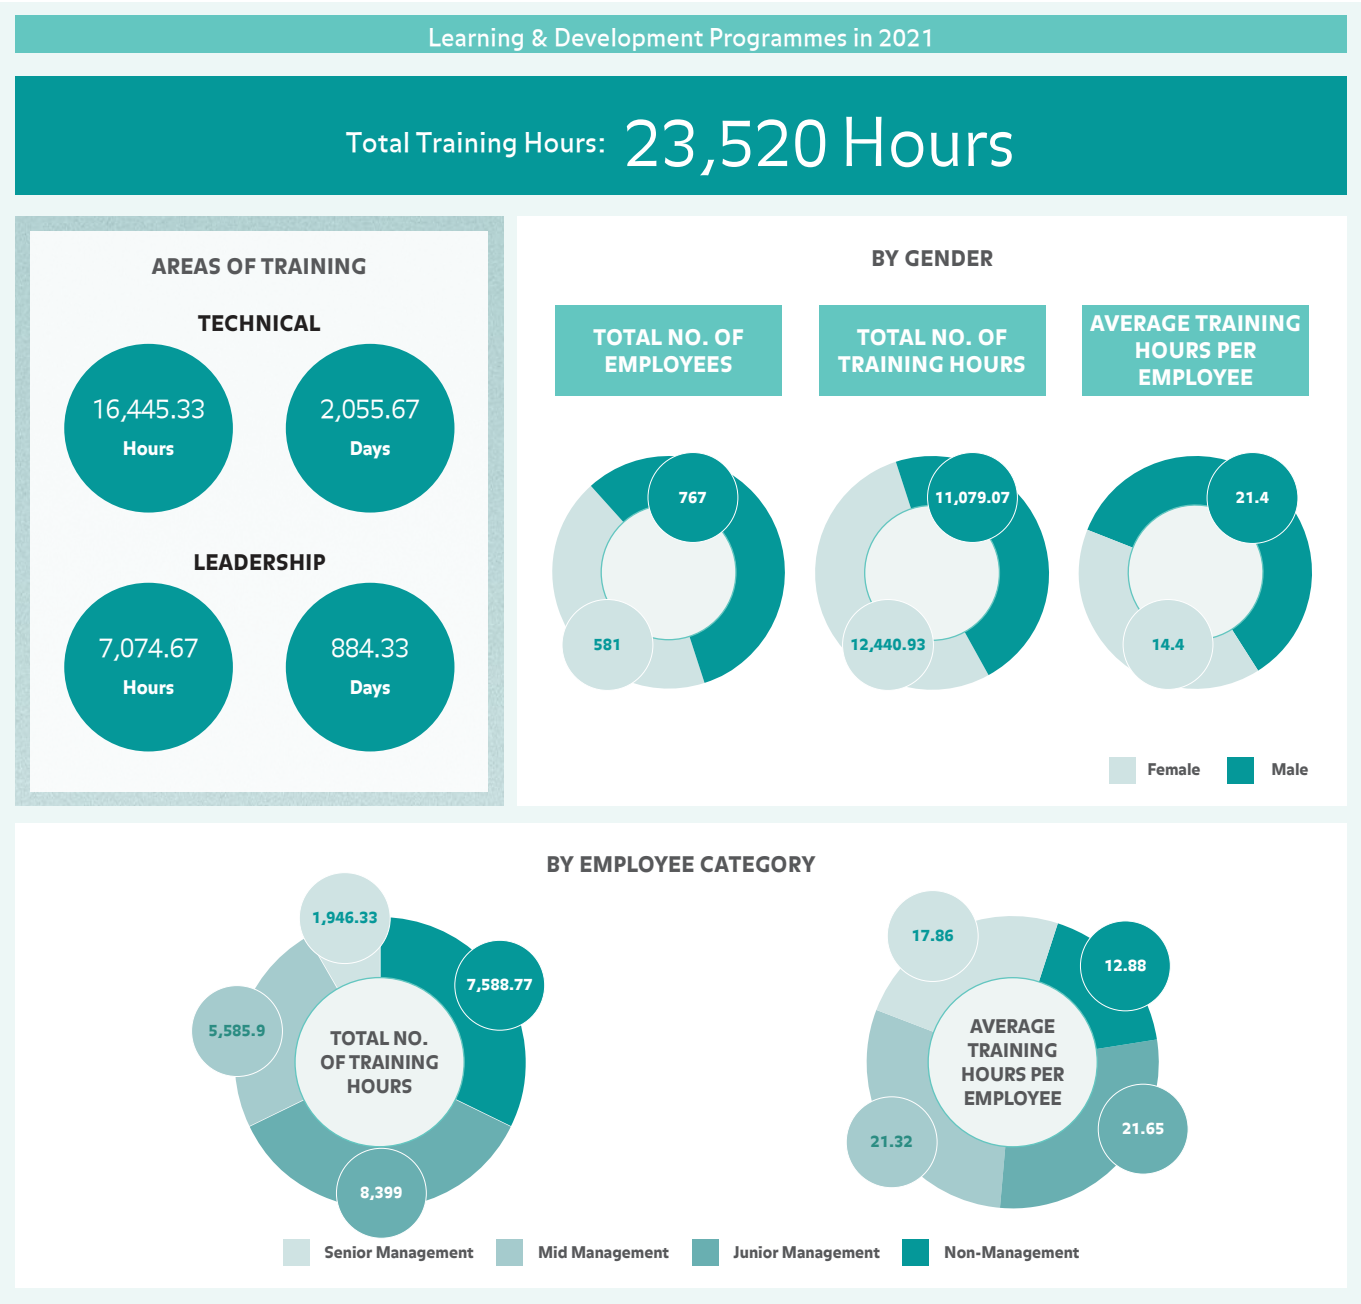 Learning & Development Programmes in 2021
Total Training Hours: 23,520 Hours
AREAS OF TRAINING
TECHNICAL
16,445.33
Hours
2,055.67
Days
LEADERSHIP
7,074.67
Hours
884.33
Days
BY GENDER
TOTAL NO. OF
EMPLOYEES
TOTAL NO. OF
TRAINING HOURS
AVERAGE TRAINING
HOURS PER
EMPLOYEE
767
581
11,079.07
12,440.93
21.4
14.4
Female
Male
BY EMPLOYEE CATEGORY
1,946.33
7,588.77
5,585.9
8,399
TOTAL NO.
OF TRAINING
HOURS
17.86
12.88
21.32
21.65
AVERAGE
TRAINING
HOURS PER
EMPLOYEE
Senior Management
Mid Management
Junior Management
Non-Management